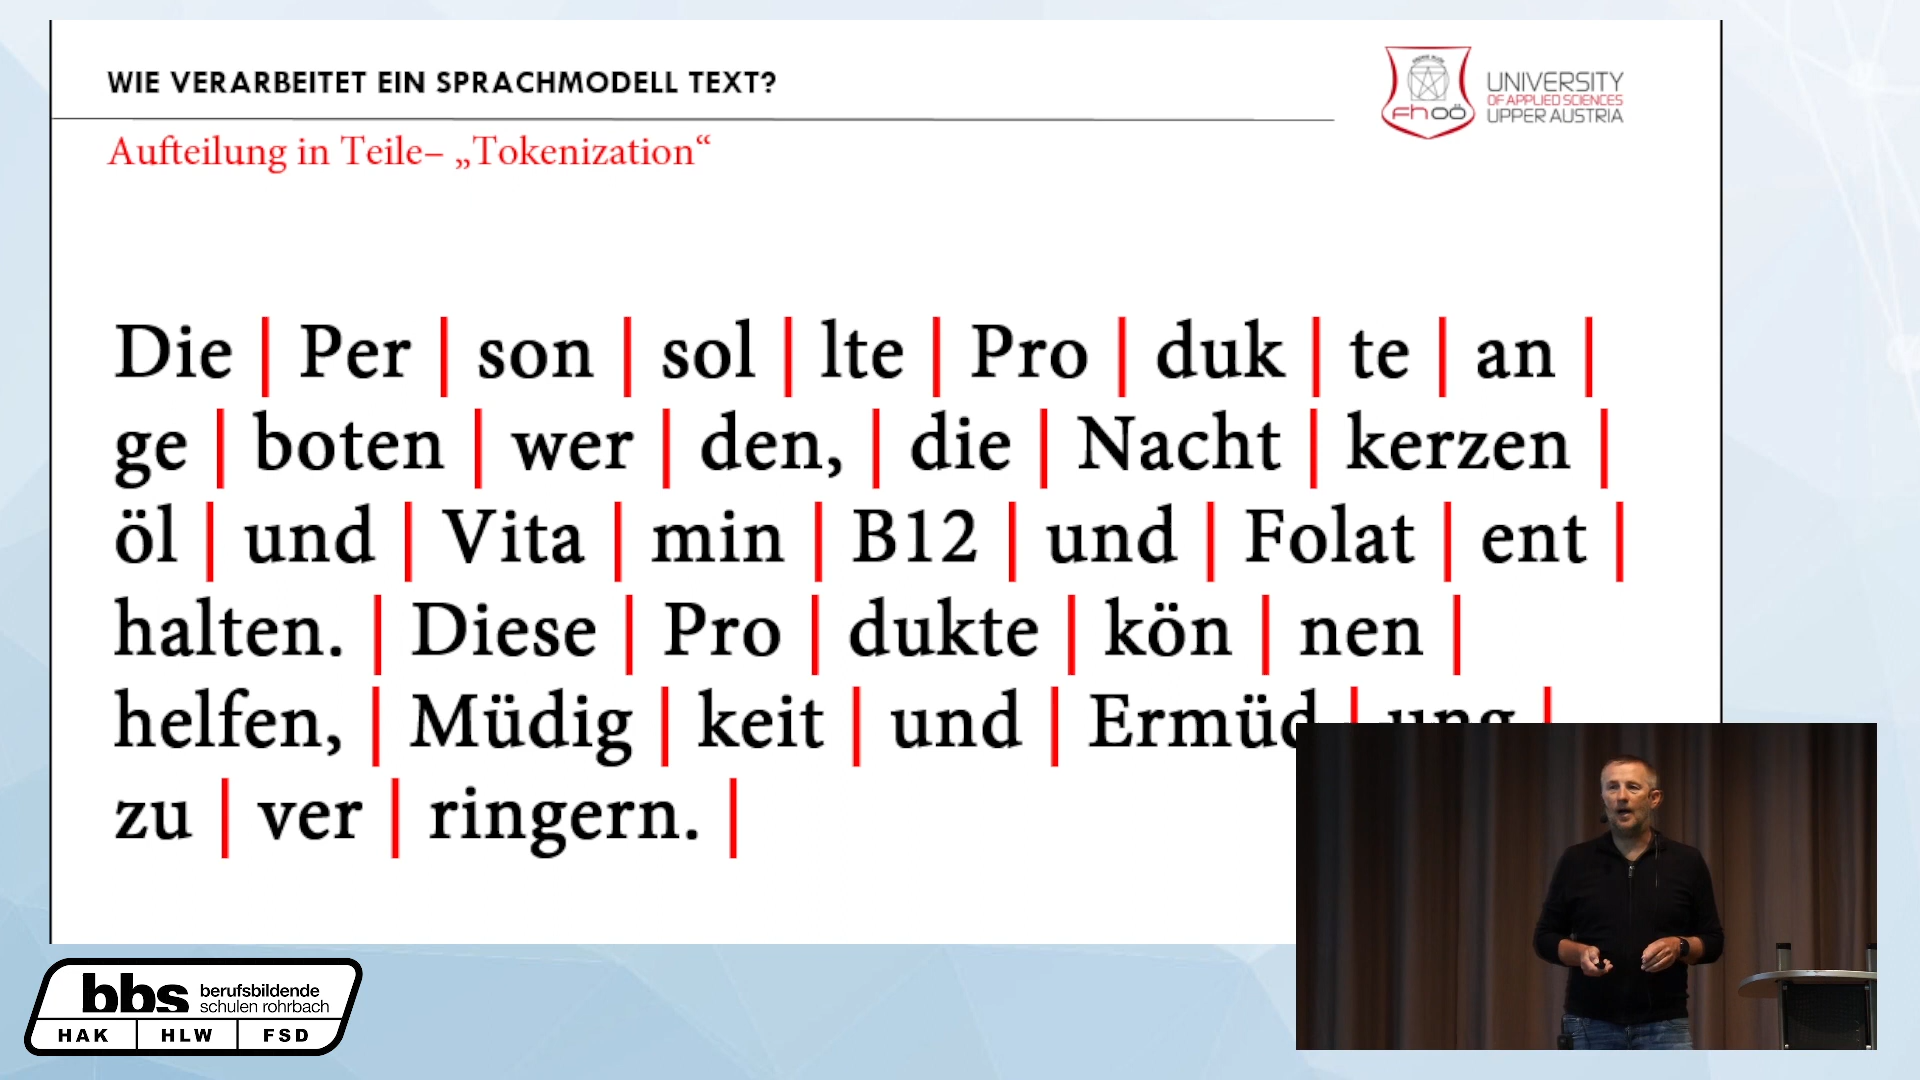 WIE VERARBEITET EIN SPRACHMODELL TEXT?
UNIVERSITY
OF APPLIED SCIENCES
UPPER AUSTRIA
fh oö
Aufteilung in Teile– „Tokenization“
Die | Per | son | sol | lte | Pro | duk | te | an |
ge | boten | wer | den, | die | Nacht | kerzen |
öl | und | Vita | min | B12 | und | Folat | ent |
halten. | Diese | Pro | dukte | kön | nen |
helfen, | Müdig | keit | und | Ermüd | ung |
zu | ver | ringern. |
bbs berufsbildende
schulen rohrbach
HAK | HLW | FSD